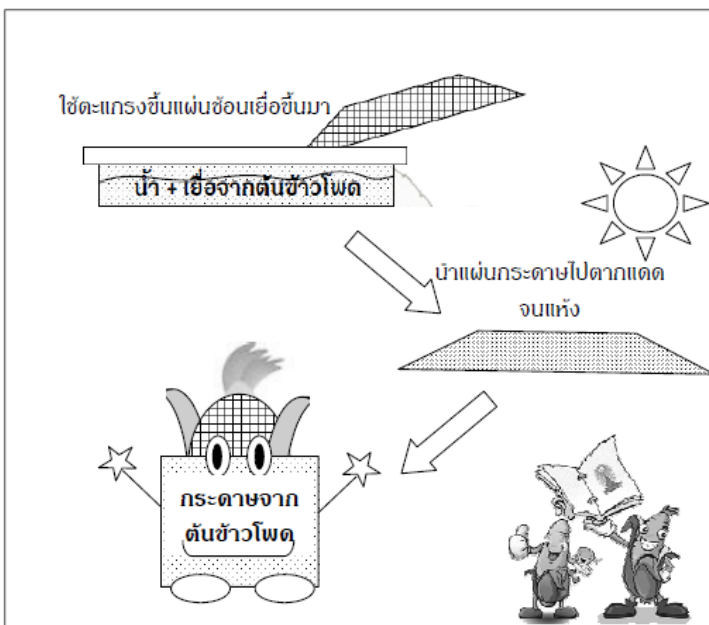 ใช้ตะแกรงขึ้นแผ่นช้อนเยื่อขึ้นมา
น้ำ + เยื่อจากต้นข้าวโพด
นำแผ่นกระดาษไปตากแดด
จนแห้ง
กระดาษจาก
ต้นข้าวโพด